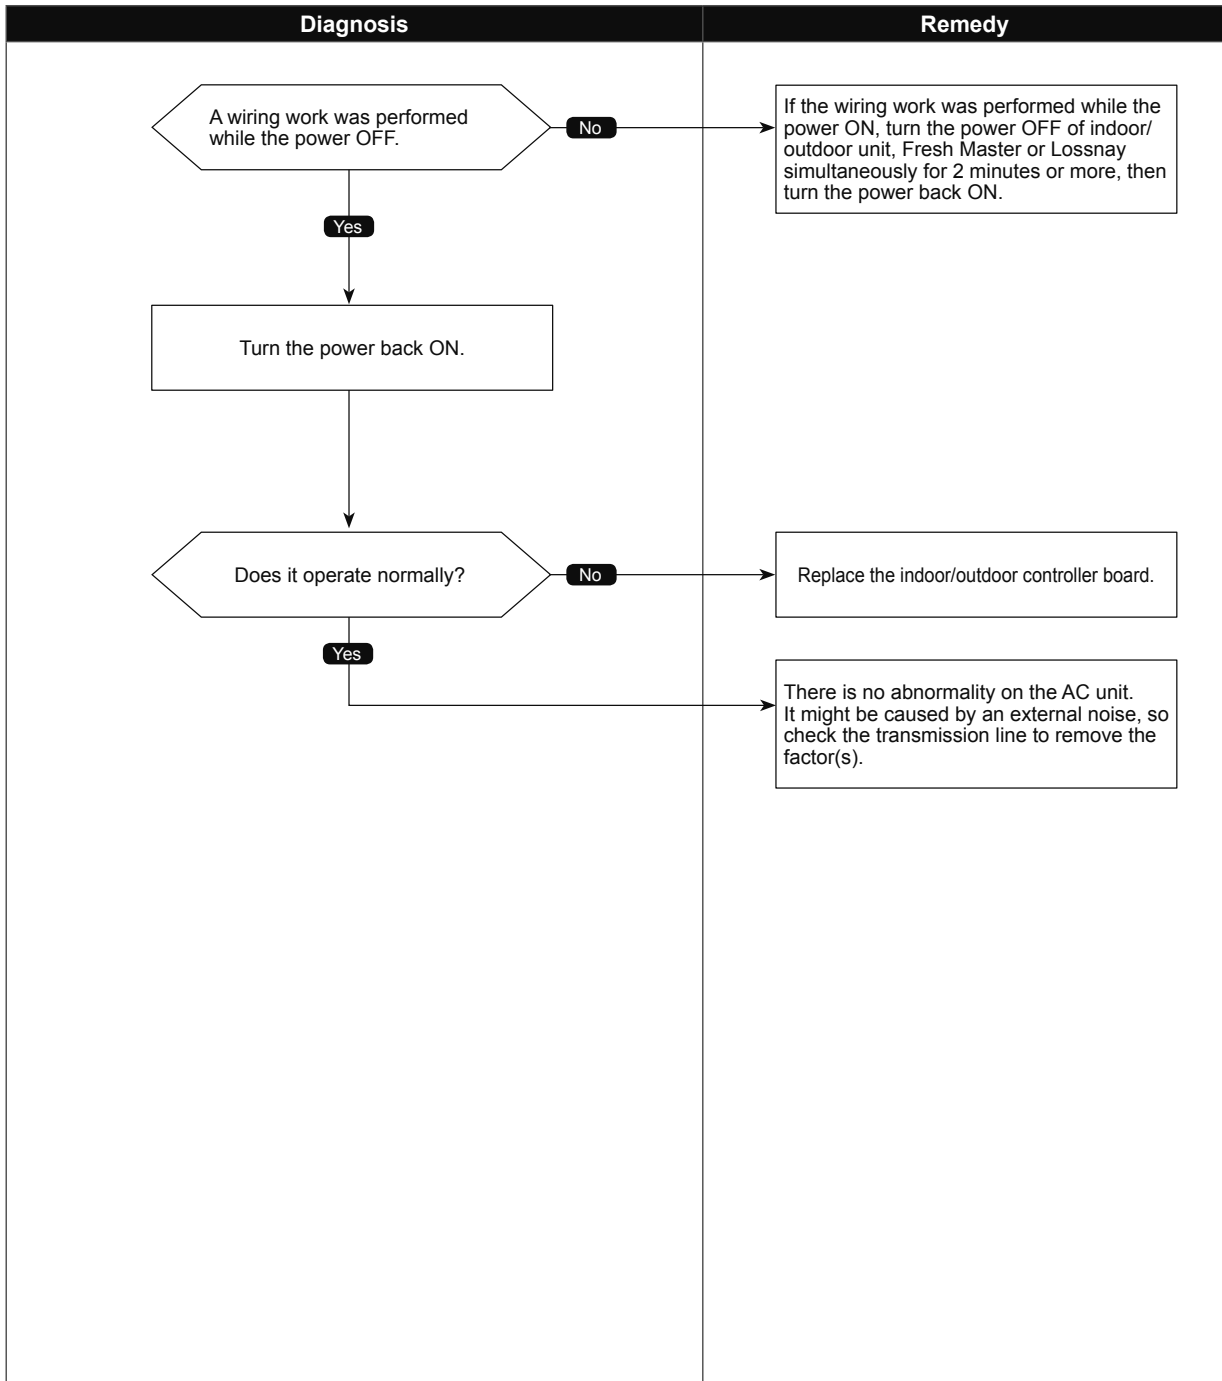 Diagnosis
Remedy
A wiring work was performed
while the power OFF.
No
If the wiring work was performed while the
power ON, turn the power OFF of indoor/
outdoor unit, Fresh Master or Lossnay
simultaneously for 2 minutes or more, then
turn the power back ON.
Yes
Turn the power back ON.
Does it operate normally?
No
Replace the indoor/outdoor controller board.
Yes
There is no abnormality on the AC unit.
It might be caused by an external noise, so
check the transmission line to remove the
factor(s).